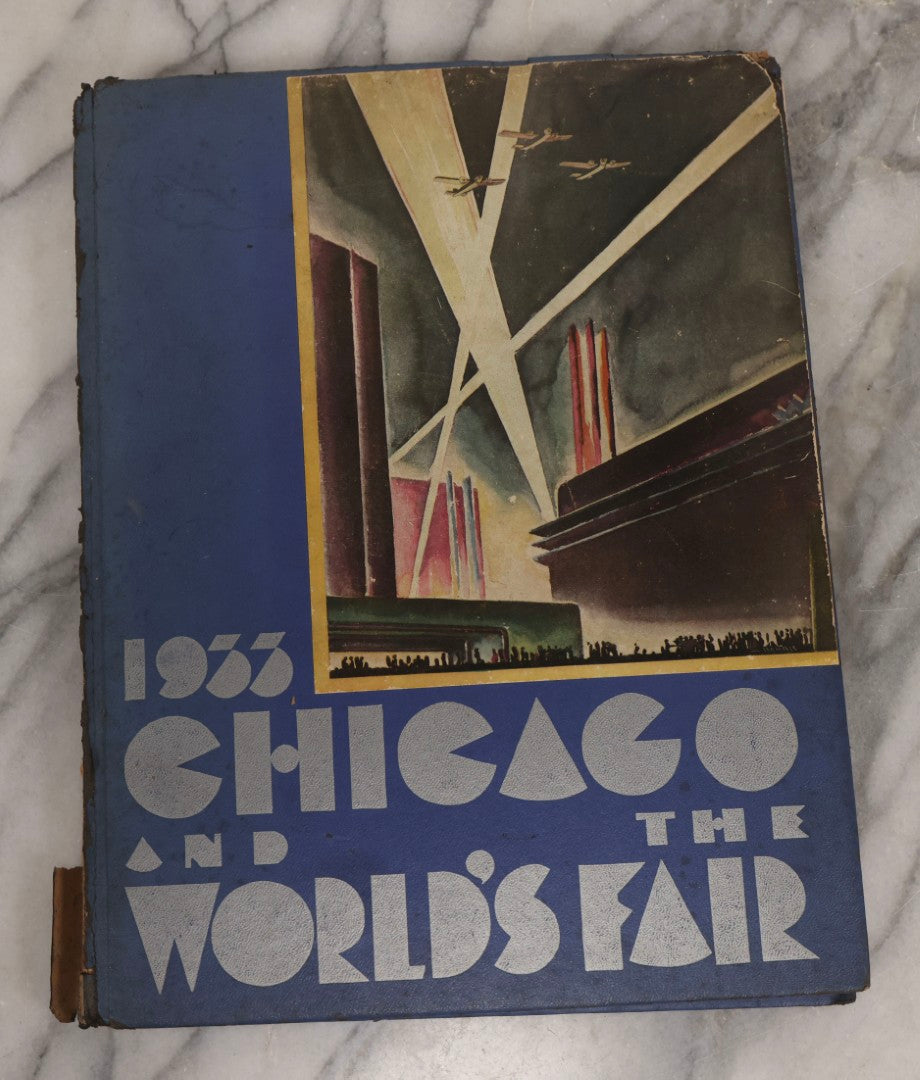 1933
CHICAGO
AND THE
WORLD'S FAIR